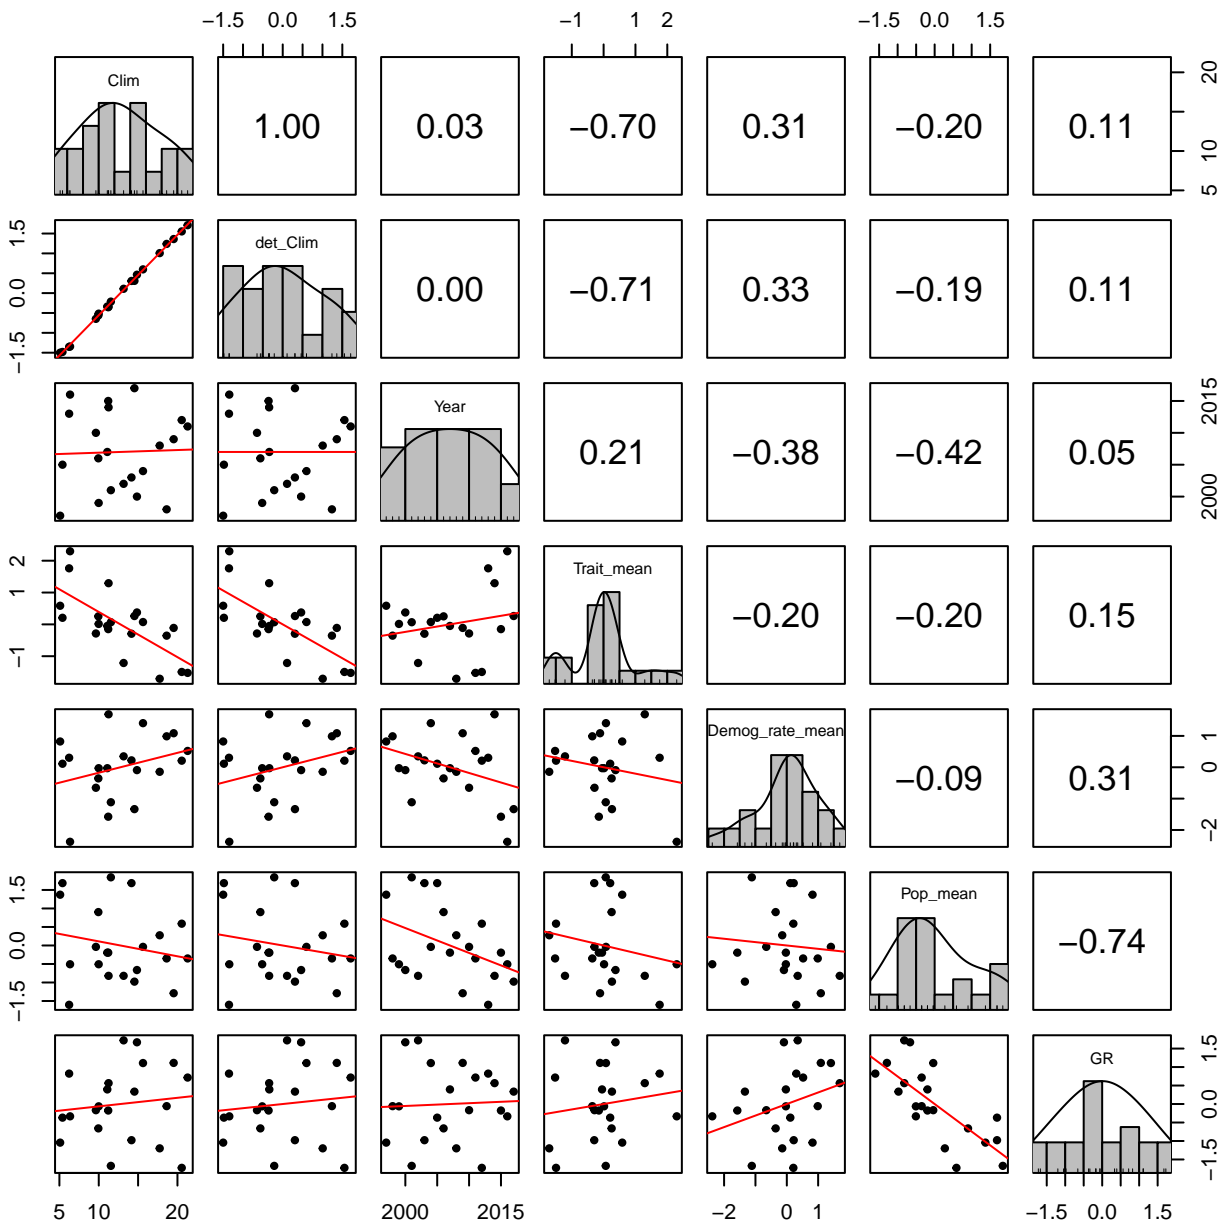 −1.5 0.0 1.5 −1 1 2 −1.5 0.0 1.5
Clim 1.00 0.03 −0.70 0.31 −0.20 0.11 5 10 20
−1.5 0.0 1.5 det_Clim 0.00 −0.71 0.33 −0.19 0.11
Year 0.21 −0.38 −0.42 0.05 2000 2015
−1 1 2 Trait_mean −0.20 −0.20 0.15
Demog_rate_mean −0.09 0.31 −2 0 1
−1.5 0.0 1.5 Pop_mean −0.74
GR −1.5 0.0 1.5
5 10 20 2000 2015 −2 0 1 −1.5 0.0 1.5